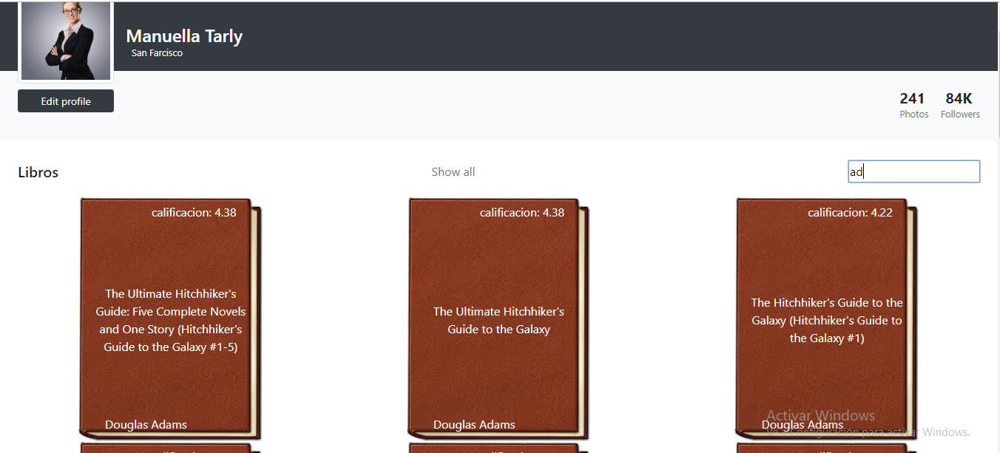 Manuella Tarly
San Farcisco
Edit profile
241 84K
Photos Followers
Libros Show all ad
calificacion: 4.38
The Ultimate Hitchhiker's
Guide: Five Complete Novels
and One Story (Hitchhiker's
Guide to the Galaxy #1-5)
Douglas Adams
calificacion: 4.38
The Ultimate Hitchhiker's
Guide to the Galaxy
Douglas Adams
calificacion: 4.22
The Hitchhiker's Guide to the
Galaxy (Hitchhiker's Guide to
the Galaxy #1)
Douglas Adams
Activar Windows
Ve a Configuración para activar Windows.